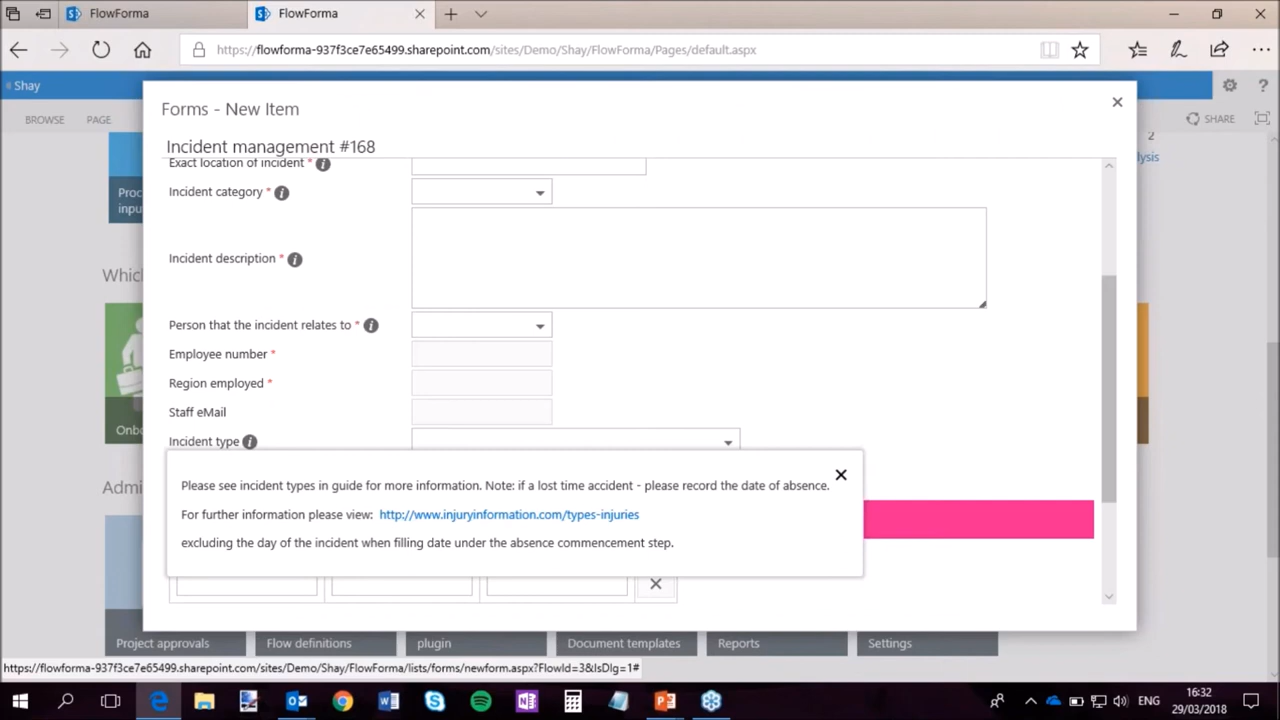 FlowForma
FlowForma
https://flowforma-937f3ce7e65499.sharepoint.com/sites/Demo/Shay/FlowForma/Pages/default.aspx
Shay
BROWSE PAGE
SHARE
Forms - New Item
Incident management #168
2
Exact location of incident * i
alysis
Proc
inpu
Incident category * i
Incident description * i
Which
Person that the incident relates to * i
Employee number *
Region employed *
Staff eMail
Onbo
Incident type i
Admi
Please see incident types in guide for more information. Note: if a lost time accident - please record the date of absence.
For further information please view: http://www.injuryinformation.com/types-injuries
excluding the day of the incident when filling date under the absence commencement step.
Project approvals Flow definitions plugin Document templates Reports Settings
https://flowforma-937f3ce7e65499.sharepoint.com/sites/Demo/Shay/FlowForma/lists/forms/newform.aspx?FlowId=3&IsDlg=1#
ENG
16:32
29/03/2018